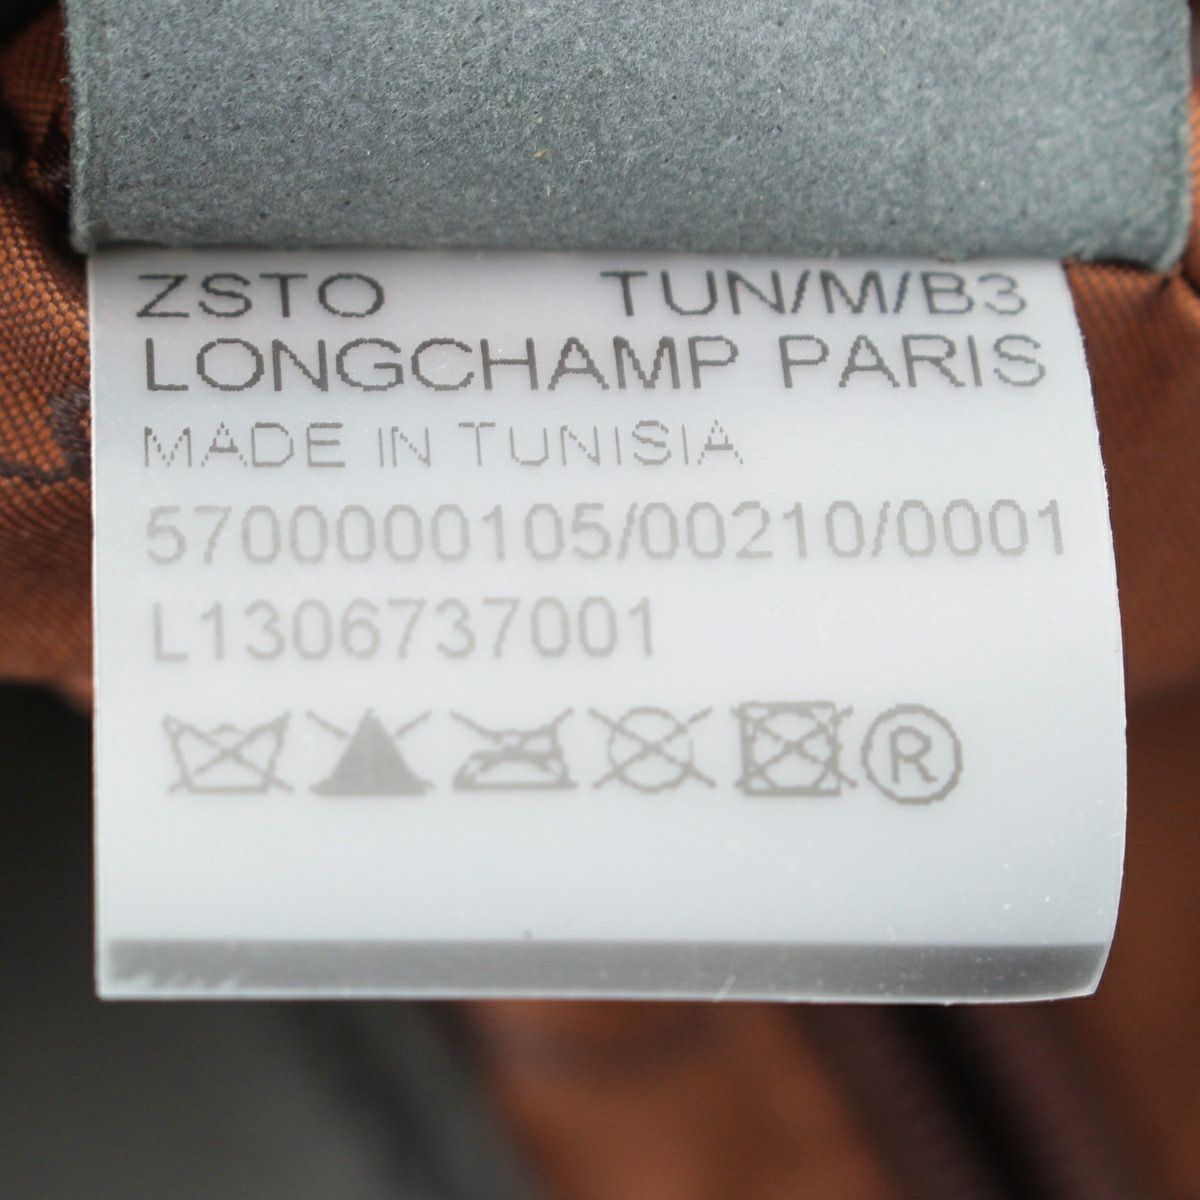 ZSTO TUN/M/B3
LONGCHAMP PARIS
MADE IN TUNISIA
5700000105/00210/0001
L1306737001
®